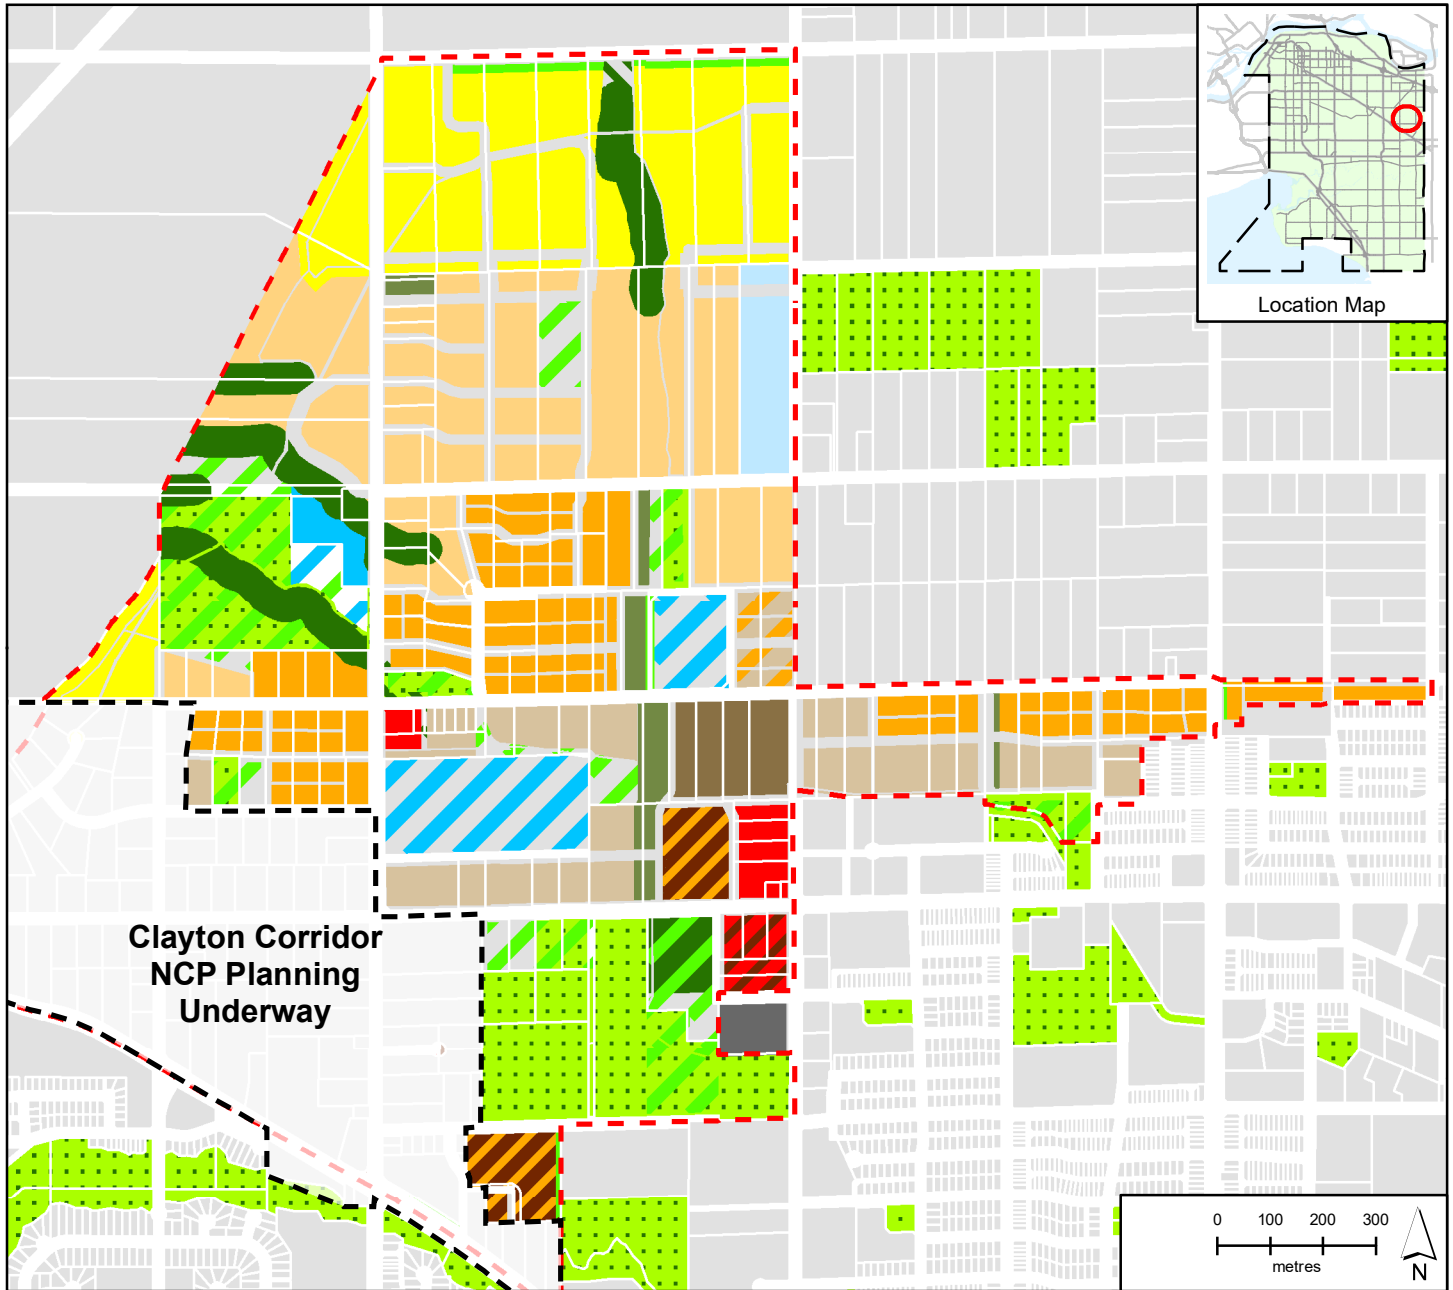 Location Map
Clayton Corridor
NCP Planning
Underway
0 100 200 300
metres
N